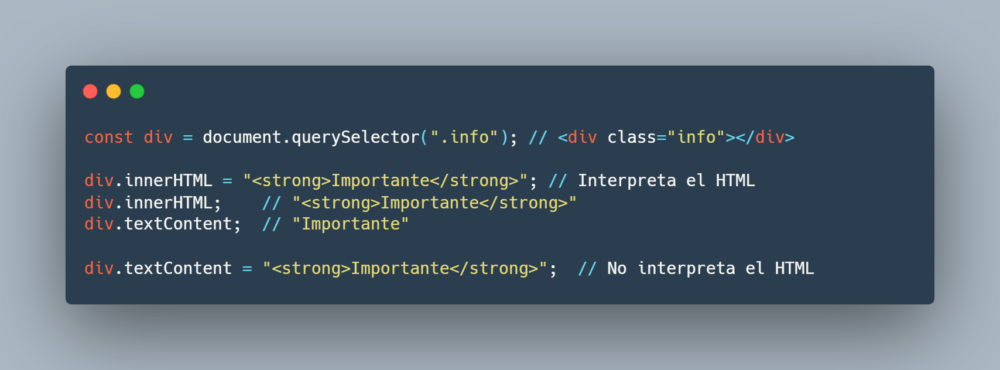 const div = document.querySelector(".info"); // <div class="info"></div>
div.innerHTML = "<strong>Importante</strong>"; // Interpreta el HTML
div.innerHTML;    // "<strong>Importante</strong>"
div.textContent;  // "Importante"
div.textContent = "<strong>Importante</strong>";  // No interpreta el HTML